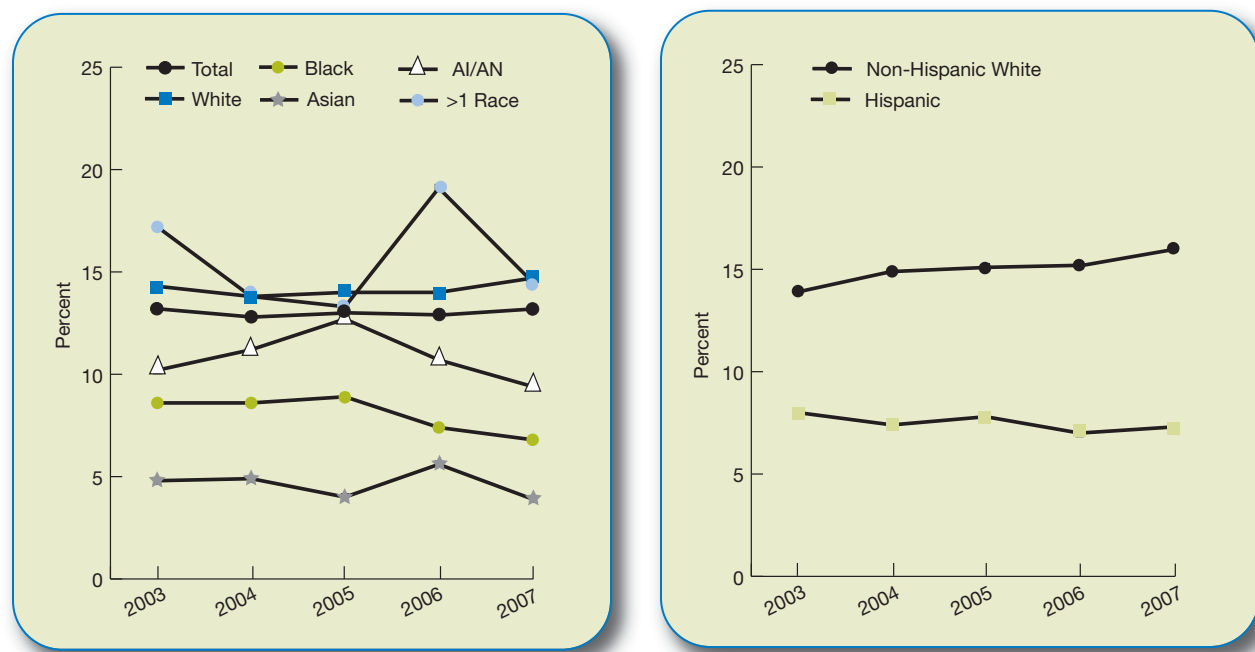 Total Black AI/AN
White Asian >1 Race
25
20
15
10
5
0
Percent
2003 2004 2005 2006 2007
Non-Hispanic White
Hispanic
25
20
15
10
5
0
Percent
2003 2004 2005 2006 2007